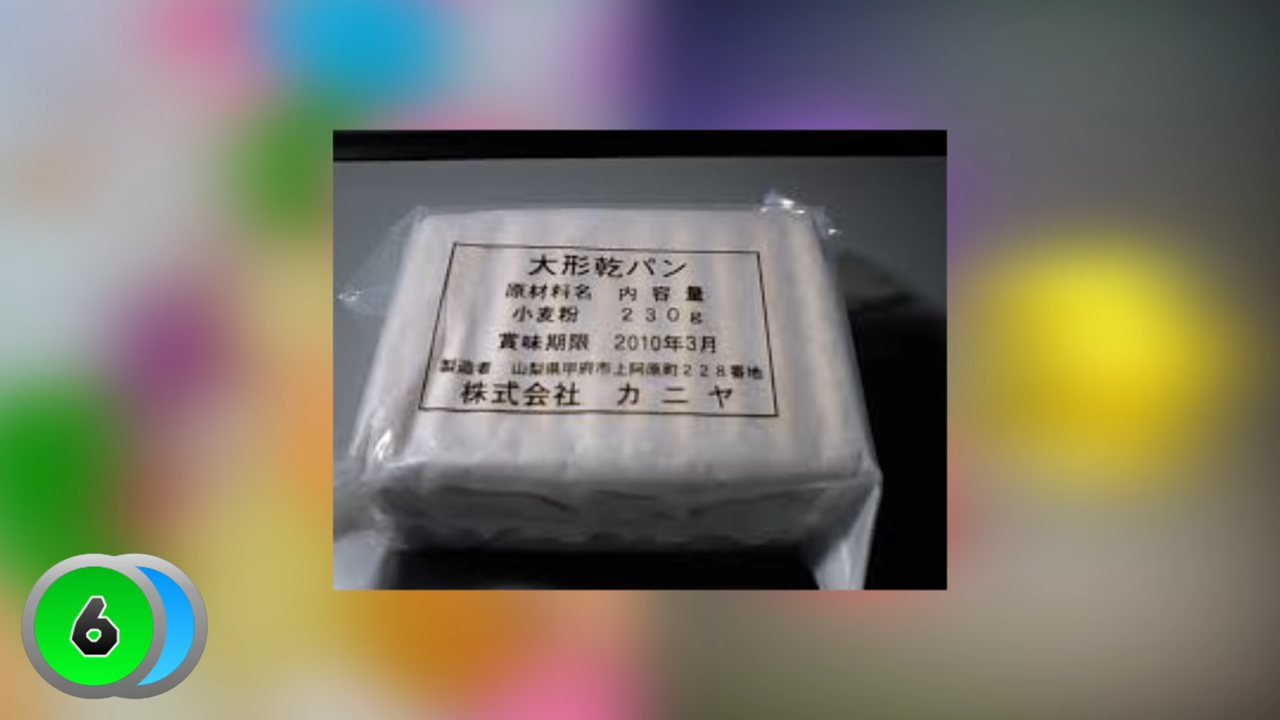 大形乾パン
原材料名 内容量
小麦粉 230g
賞味期限 2010年3月
製造者 山梨県甲府市上阿原町228番地
株式会社 カニヤ
6